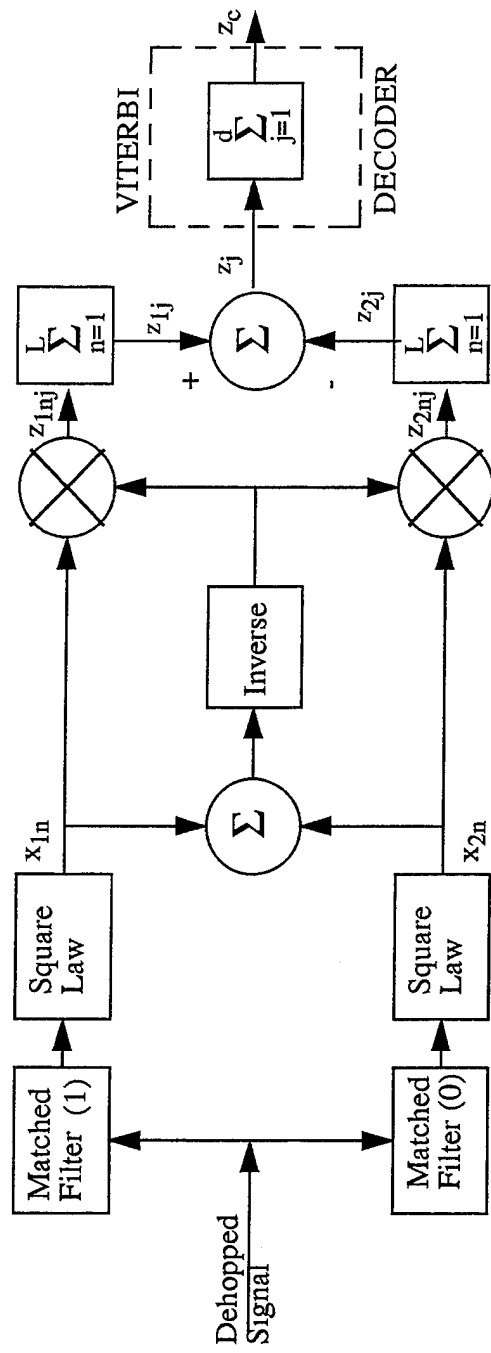 Dehopped
Signal
Matched
Filter (1)
Square
Law
x1n
z1nj
L
Σ
n=1
z1j
+
Σ
Inverse
Σ
zj
VITERBI
d
Σ
j=1
zc
DECODER
Matched
Filter (0)
Square
Law
x2n
z2nj
L
Σ
n=1
z2j
-